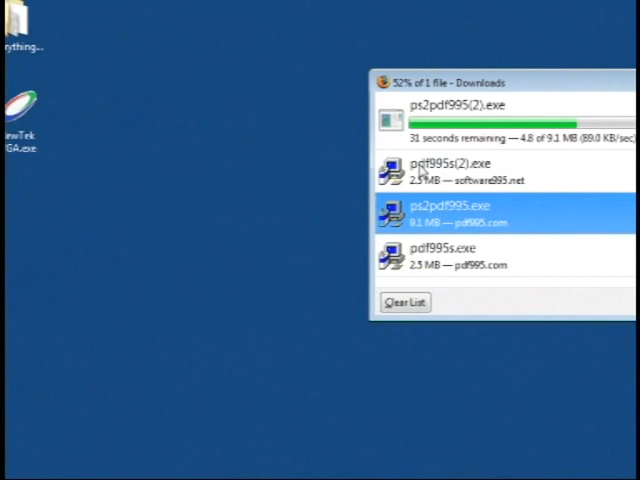 rything...
ewTek
GA.exe
52% of 1 file - Downloads
ps2pdf995(2).exe
31 seconds remaining — 4.8 of 9.1 MB (89.0 KB/sec)
pdf995s(2).exe
2.5 MB — software995.net
ps2pdf995.exe
9.1 MB — pdf995.com
pdf995s.exe
2.5 MB — pdf995.com
Clear List